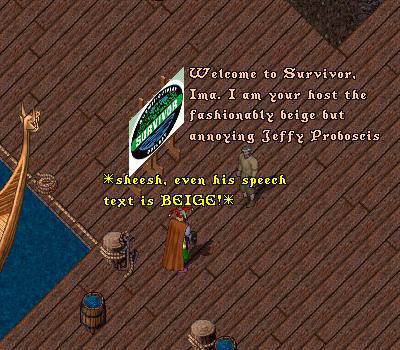 Welcome to Survivor,
Ima. I am your host the
fashionably beige but
annoying Jeffy Proboscis
SURVIVOR
*sheesh, even his speech
text is BEIGE!*